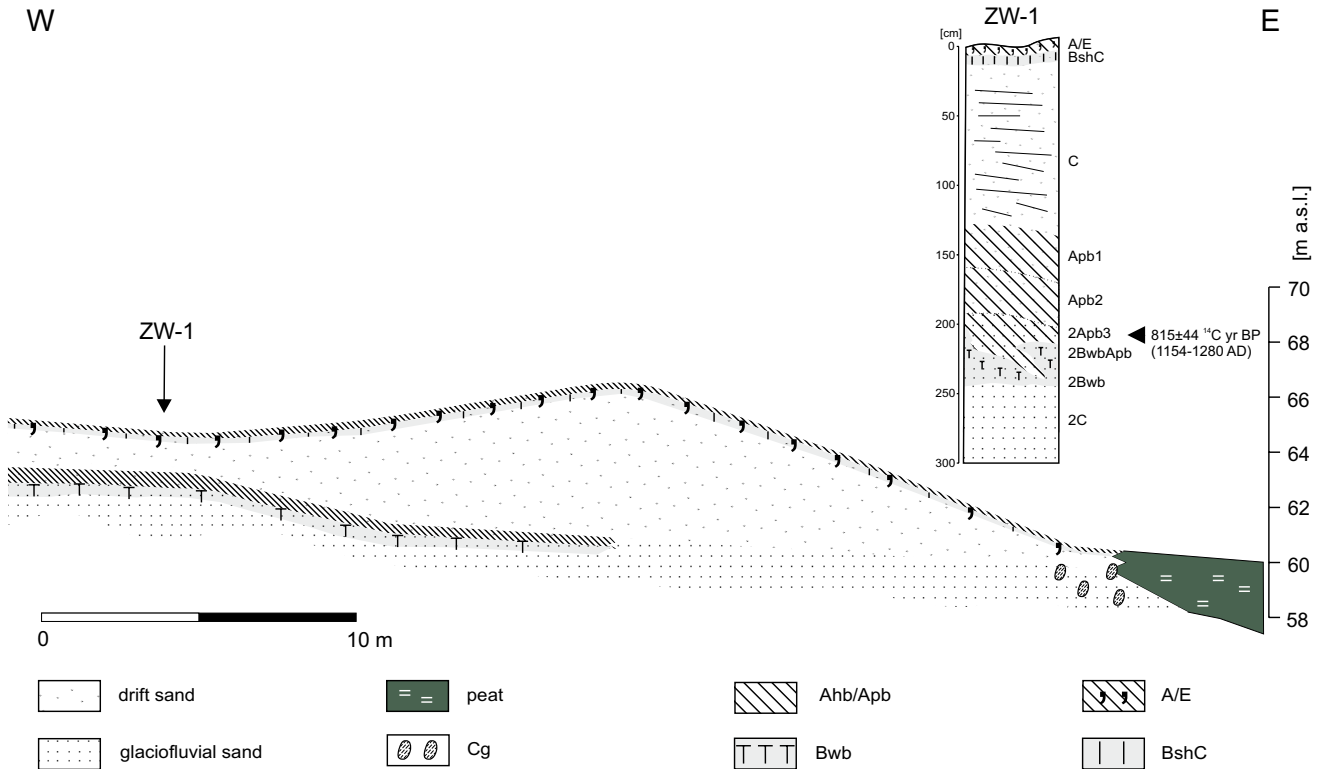 W
ZW-1
E
[cm]
0
50
100
150
200
250
300
A/E
BshC
C
Apb1
Apb2
2Apb3
2BwbApb
2Bwb
2C
815±44 ¹⁴C yr BP
(1154-1280 AD)
[m a.s.l.]
70
68
66
64
62
60
58
ZW-1
0 10 m
drift sand
peat
Ahb/Apb
A/E
glaciofluvial sand
Cg
Bwb
BshC